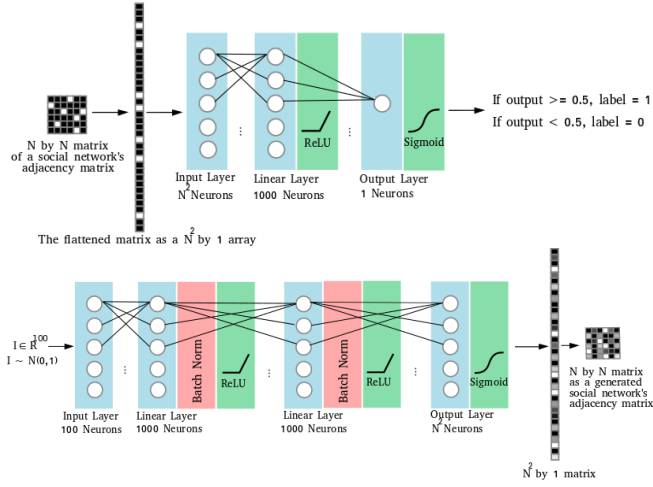 N by N matrix
of a social network's
adjacency matrix
The flattened matrix as a N² by 1 array
Input Layer
N² Neurons
...
Linear Layer
1000 Neurons
ReLU
...
Output Layer
1 Neurons
Sigmoid
If output >= 0.5, label = 1
If output < 0.5, label = 0
I ∈ R¹⁰⁰
I ~ N(0,1)
Input Layer
100 Neurons
...
Linear Layer
1000 Neurons
Batch Norm
ReLU
...
Linear Layer
1000 Neurons
Batch Norm
ReLU
...
Output Layer
N² Neurons
Sigmoid
N² by 1 matrix
N by N matrix
as a generated
social network's
adjacency matrix